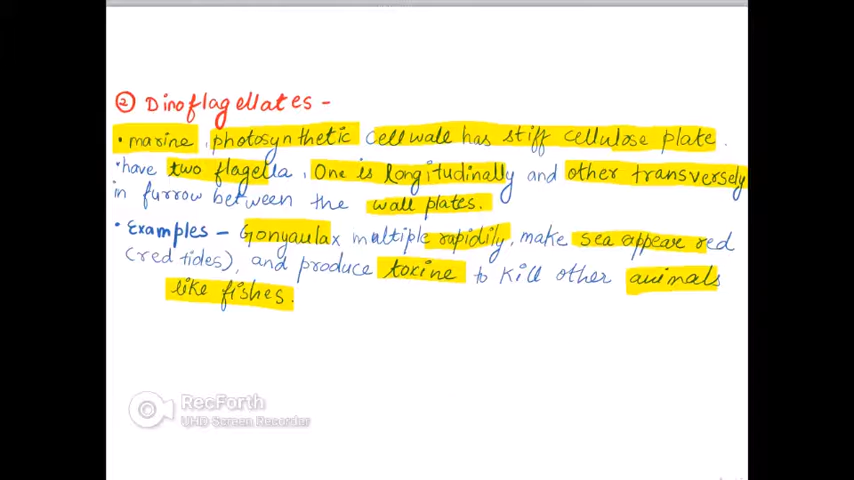 ② Dinoflagellates -
• marine, photosynthetic cell wall has stiff cellulose plate.
• have two flagella. One is longitudinally and other transversely
in furrow between the wall plates.
• Examples - Gonyaulax multiple rapidily, make sea appear red
(red tides), and produce toxine to kill other animals
like fishes.
RecForth
UHD Screen Recorder